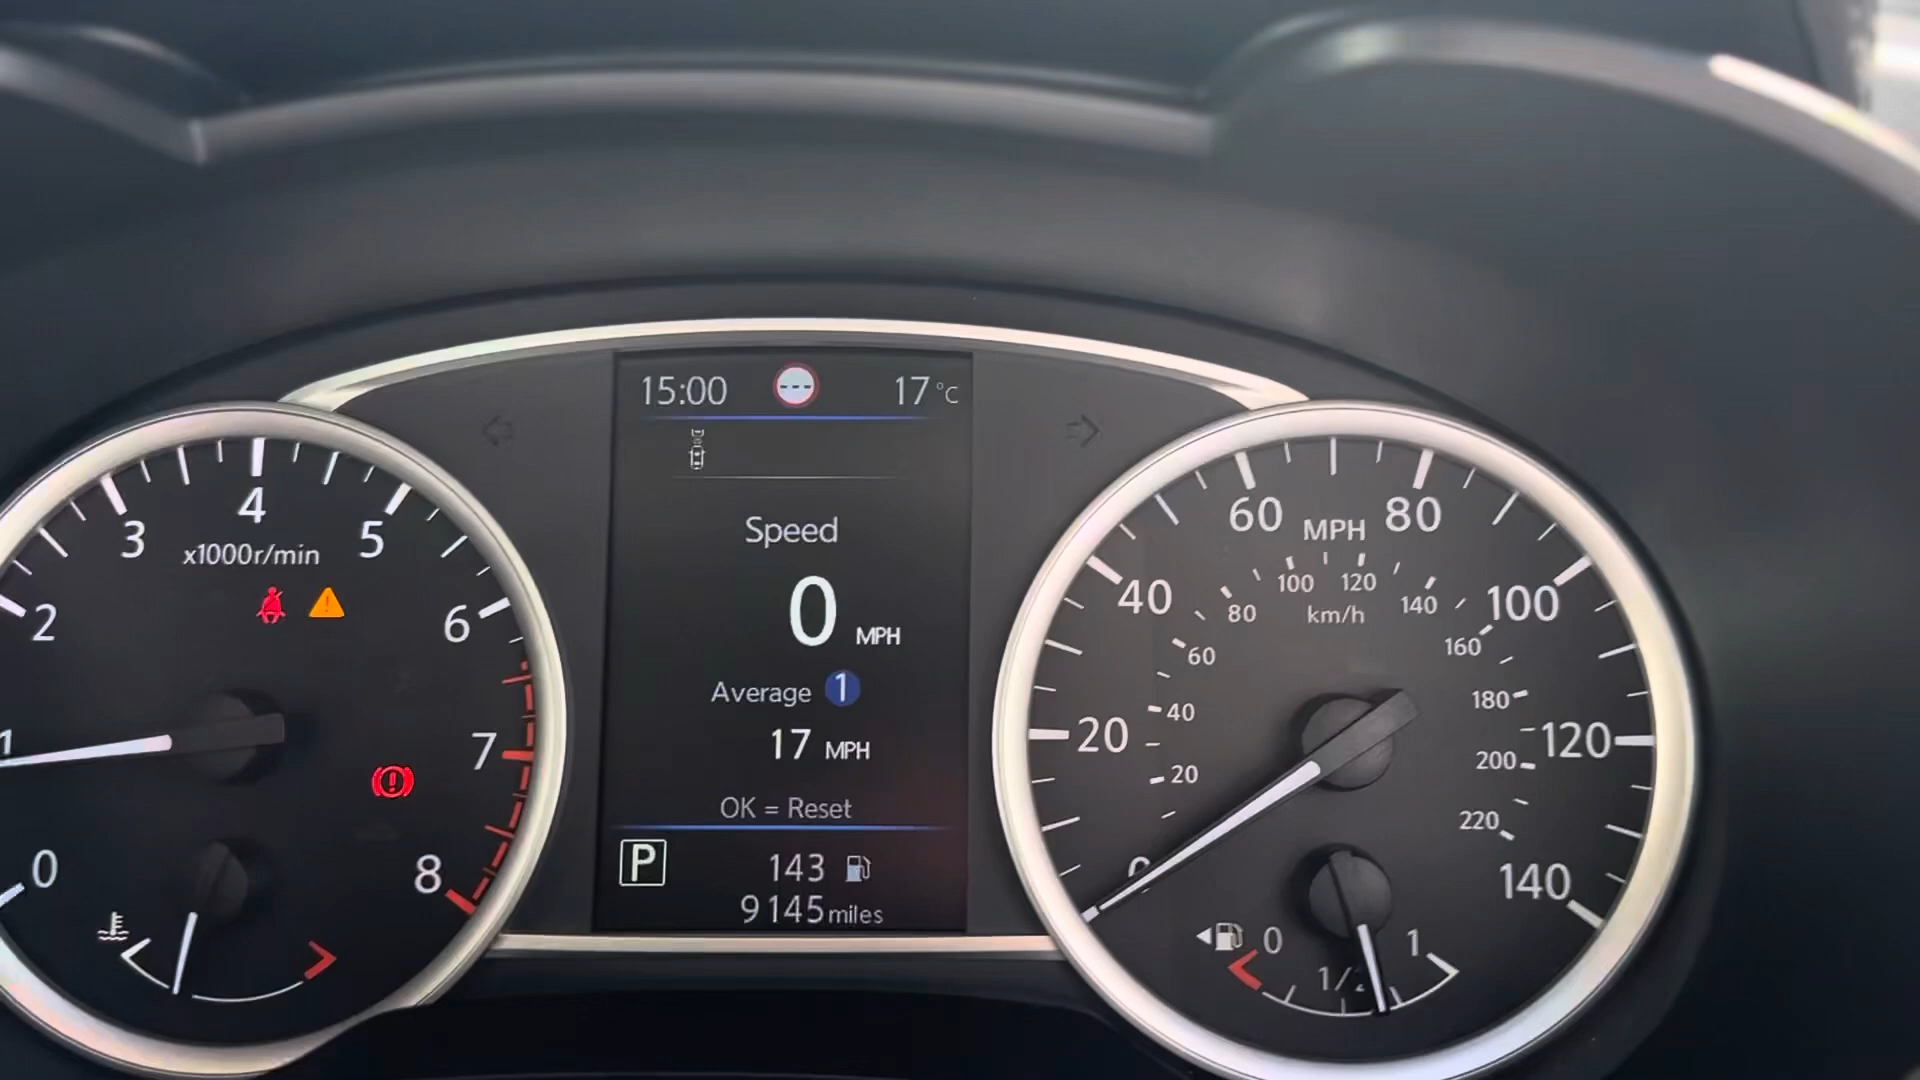 15:00 --- 17 °C
Speed
0 MPH
Average 1
17 MPH
OK = Reset
P 143
9145 miles
0 1 2 3 4 5 6 7 8
x1000r/min
0 20 40 60 80 100 120 140
MPH
20 40 60 80 100 120 140 160 180 200 220
km/h
0 1/2 1